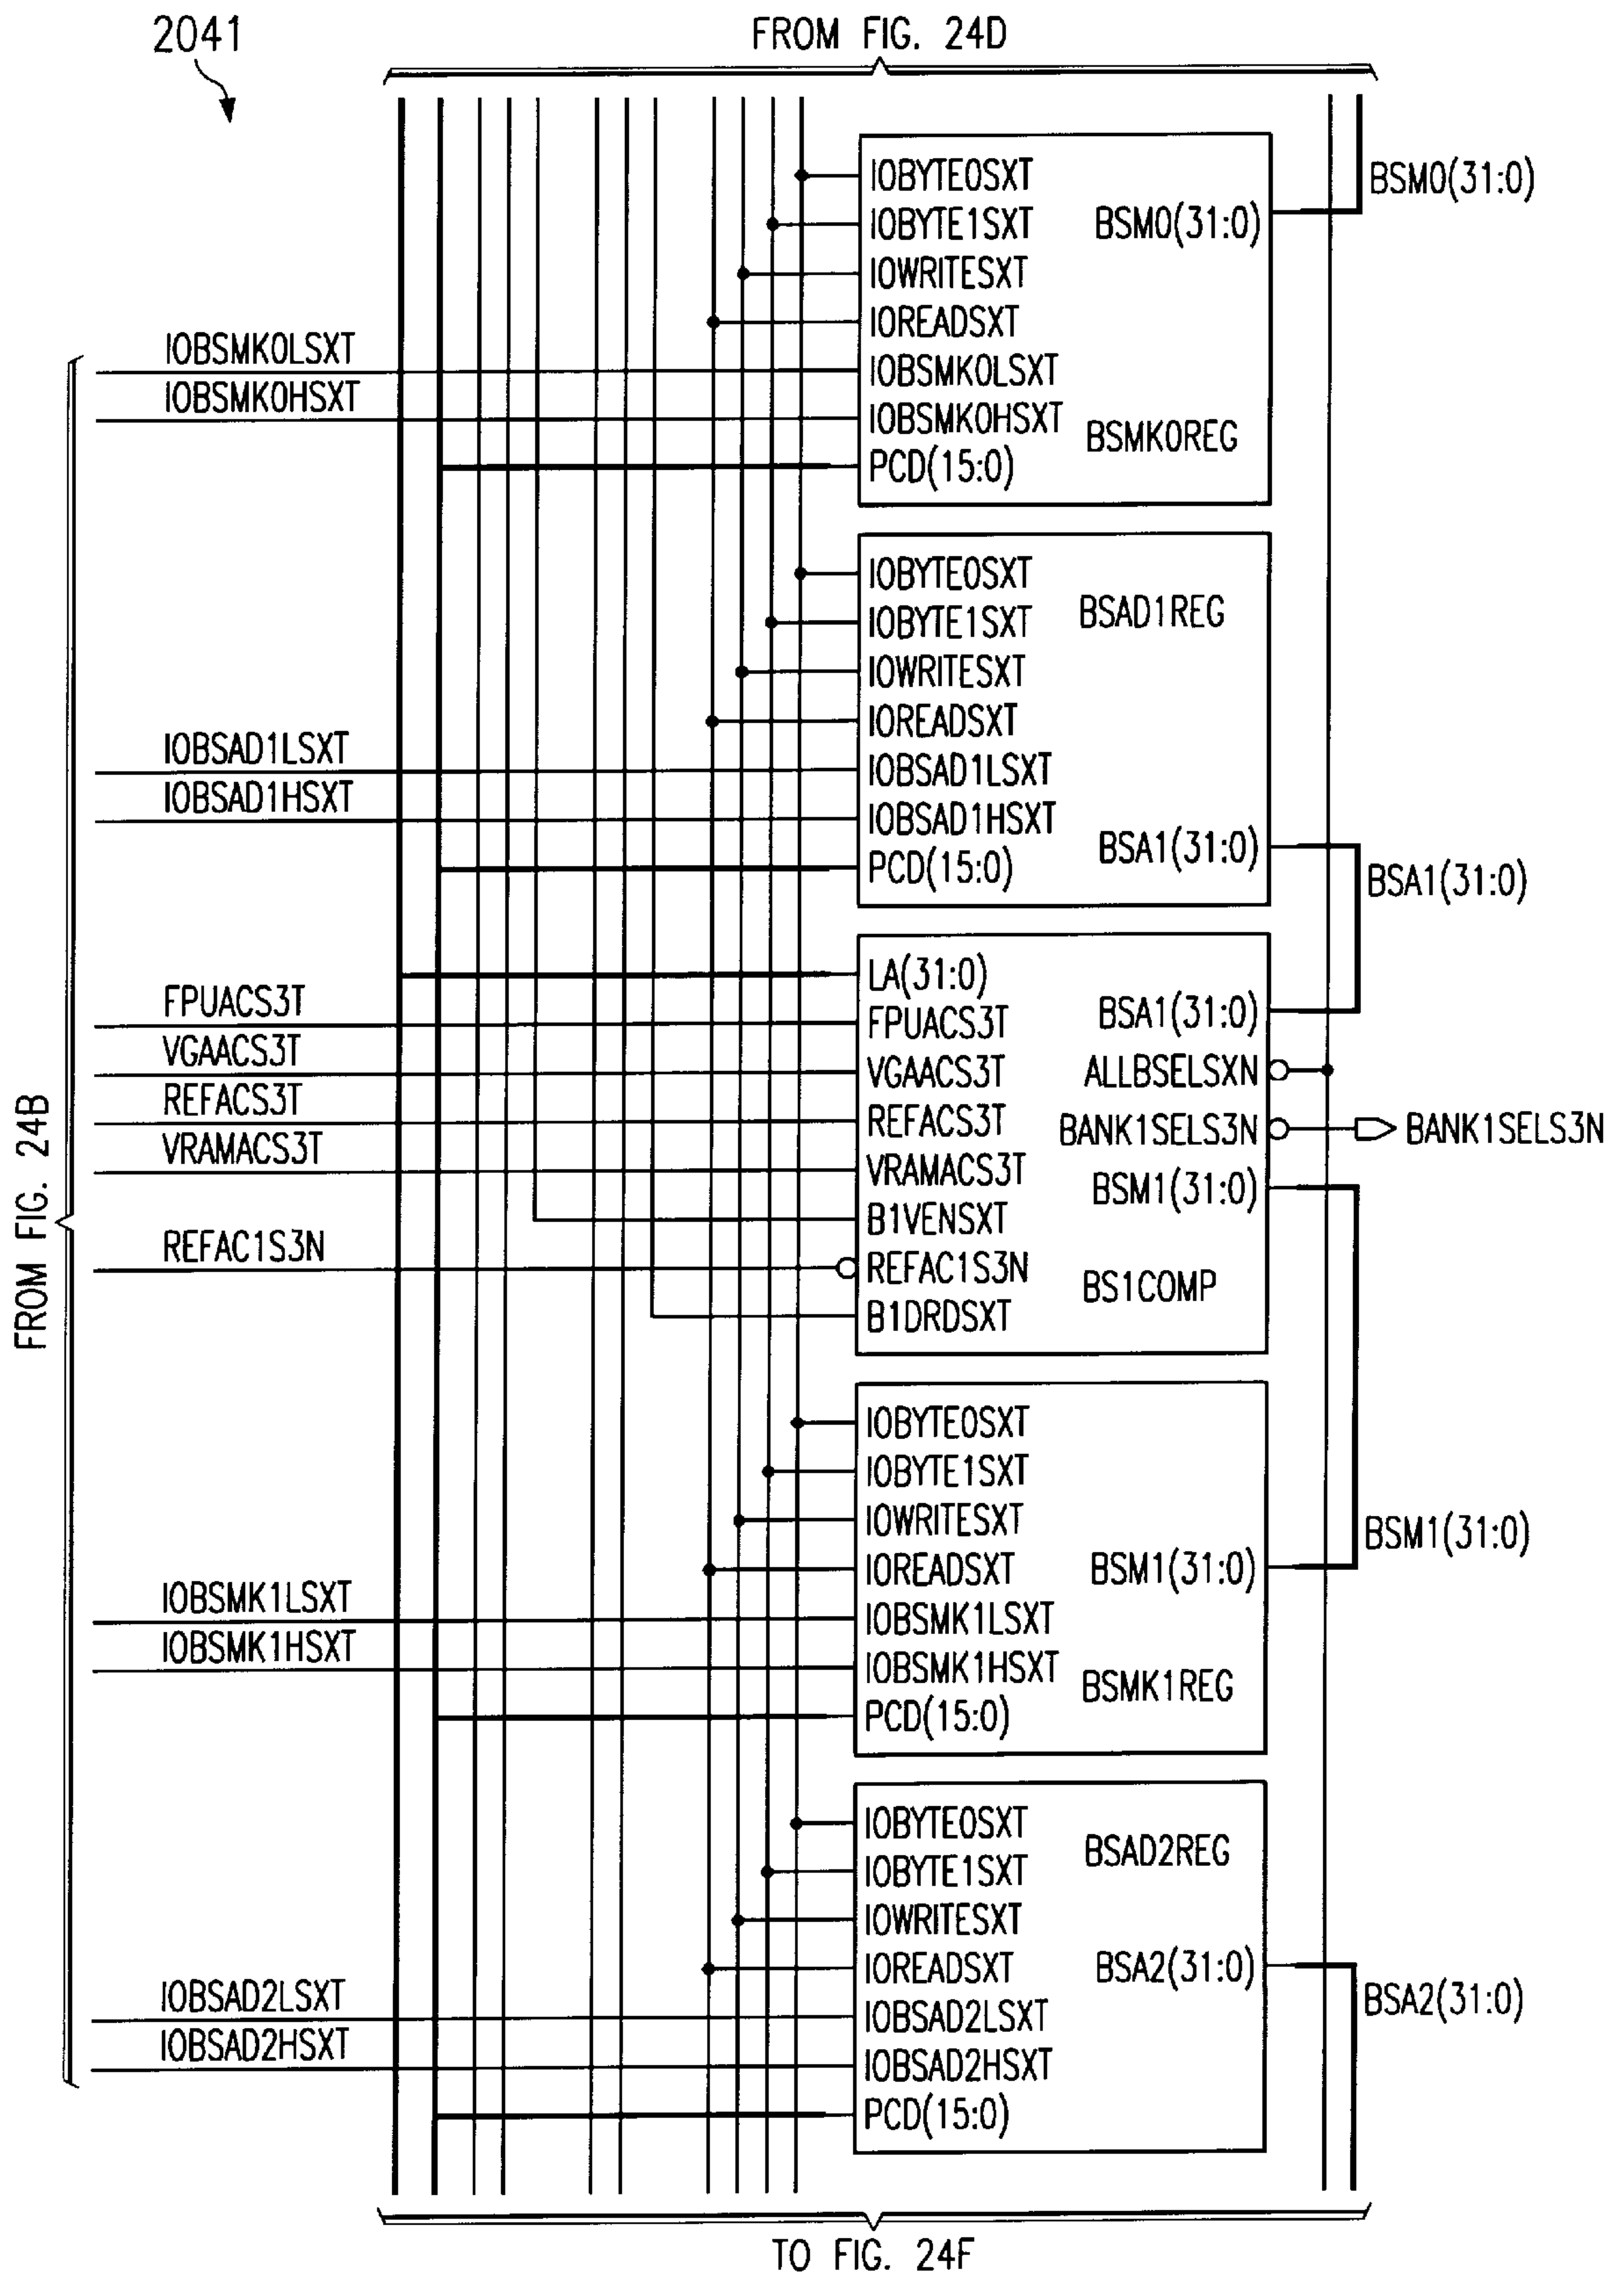 2041
FROM FIG. 24D
IOBYTE0SXT
IOBYTE1SXT
IOWRITESXT
IOREADSXT
IOBSMK0LSXT
IOBSMK0HSXT
PCD(15:0)
BSM0(31:0)
BSMK0REG
BSM0(31:0)
IOBSMK0LSXT
IOBSMK0HSXT
IOBYTE0SXT
IOBYTE1SXT
IOWRITESXT
IOREADSXT
IOBSAD1LSXT
IOBSAD1HSXT
PCD(15:0)
BSAD1REG
BSA1(31:0)
BSA1(31:0)
IOBSAD1LSXT
IOBSAD1HSXT
LA(31:0)
FPUACS3T
VGAACS3T
REFACS3T
VRAMACS3T
B1VENSXT
REFAC1S3N
B1DRDSXT
BSA1(31:0)
ALLBSELSXN
BANK1SELS3N
BSM1(31:0)
BS1COMP
BANK1SELS3N
FPUACS3T
VGAACS3T
REFACS3T
VRAMACS3T
REFAC1S3N
FROM FIG. 24B
IOBYTE0SXT
IOBYTE1SXT
IOWRITESXT
IOREADSXT
IOBSMK1LSXT
IOBSMK1HSXT
PCD(15:0)
BSM1(31:0)
BSMK1REG
BSM1(31:0)
IOBSMK1LSXT
IOBSMK1HSXT
IOBYTE0SXT
IOBYTE1SXT
IOWRITESXT
IOREADSXT
IOBSAD2LSXT
IOBSAD2HSXT
PCD(15:0)
BSAD2REG
BSA2(31:0)
BSA2(31:0)
IOBSAD2LSXT
IOBSAD2HSXT
TO FIG. 24F